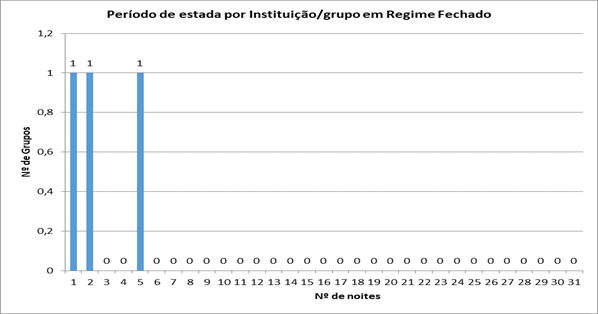 Período de estada por Instituição/grupo em Regime Fechado
1,2
1 1 1
1
0,8
0,6
0,4
0,2
0
Nº de Grupos
0 0 0 0 0 0 0 0 0 0 0 0 0 0 0 0 0 0 0 0 0 0 0 0 0 0 0 0
1 2 3 4 5 6 7 8 9 10 11 12 13 14 15 16 17 18 19 20 21 22 23 24 25 26 27 28 29 30 31
Nº de noites